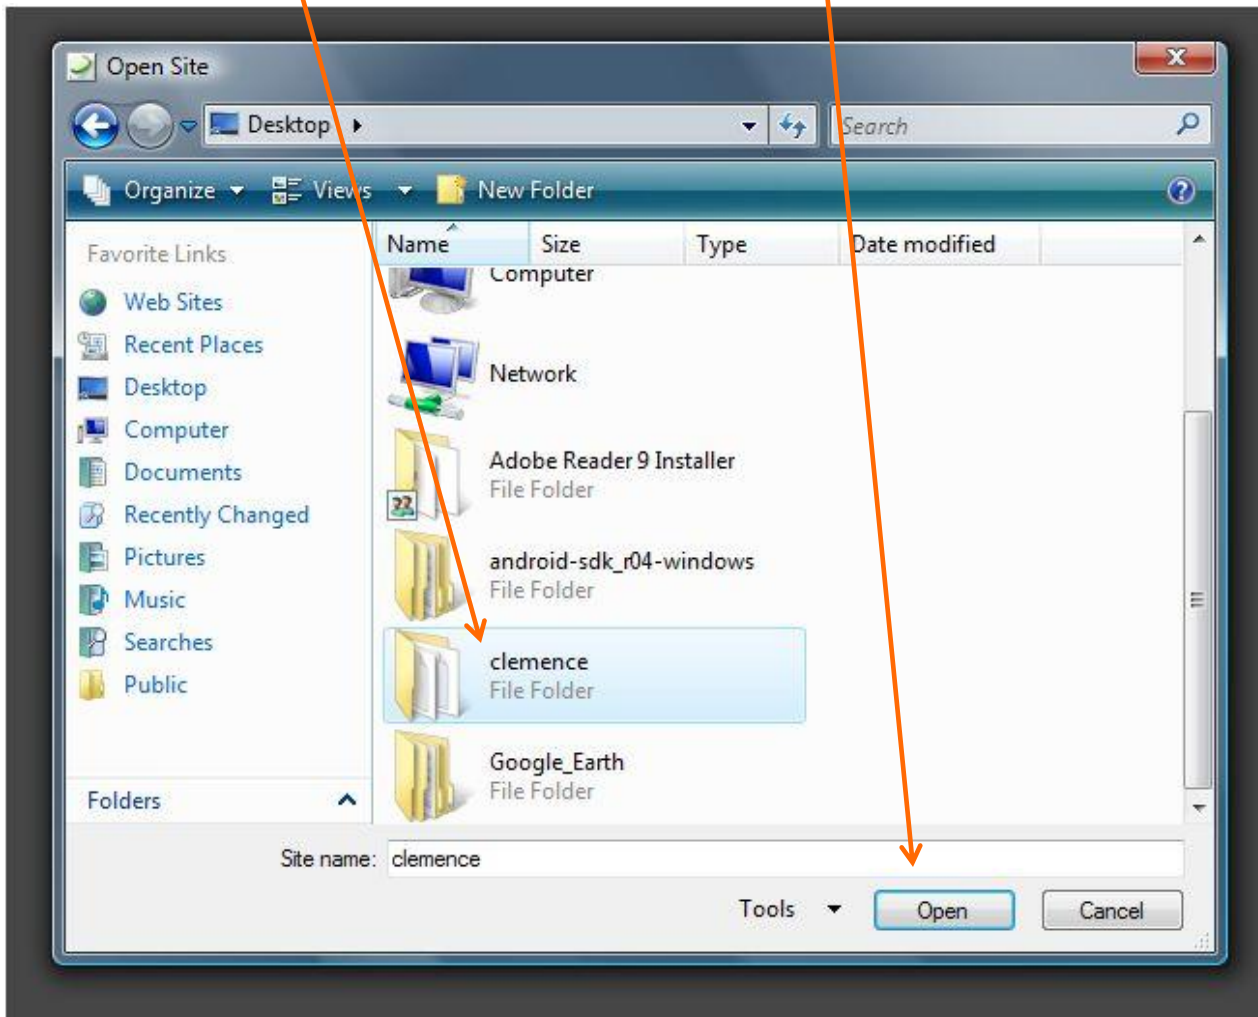 Open Site
X
Desktop
Search
Organize Views New Folder ?
Favorite Links
Web Sites
Recent Places
Desktop
Computer
Documents
Recently Changed
Pictures
Music
Searches
Public
Folders
Name Size Type Date modified
Computer
Network
Adobe Reader 9 Installer
File Folder
android-sdk_r04-windows
File Folder
clemence
File Folder
Google_Earth
File Folder
Site name: clemence
Tools Open Cancel